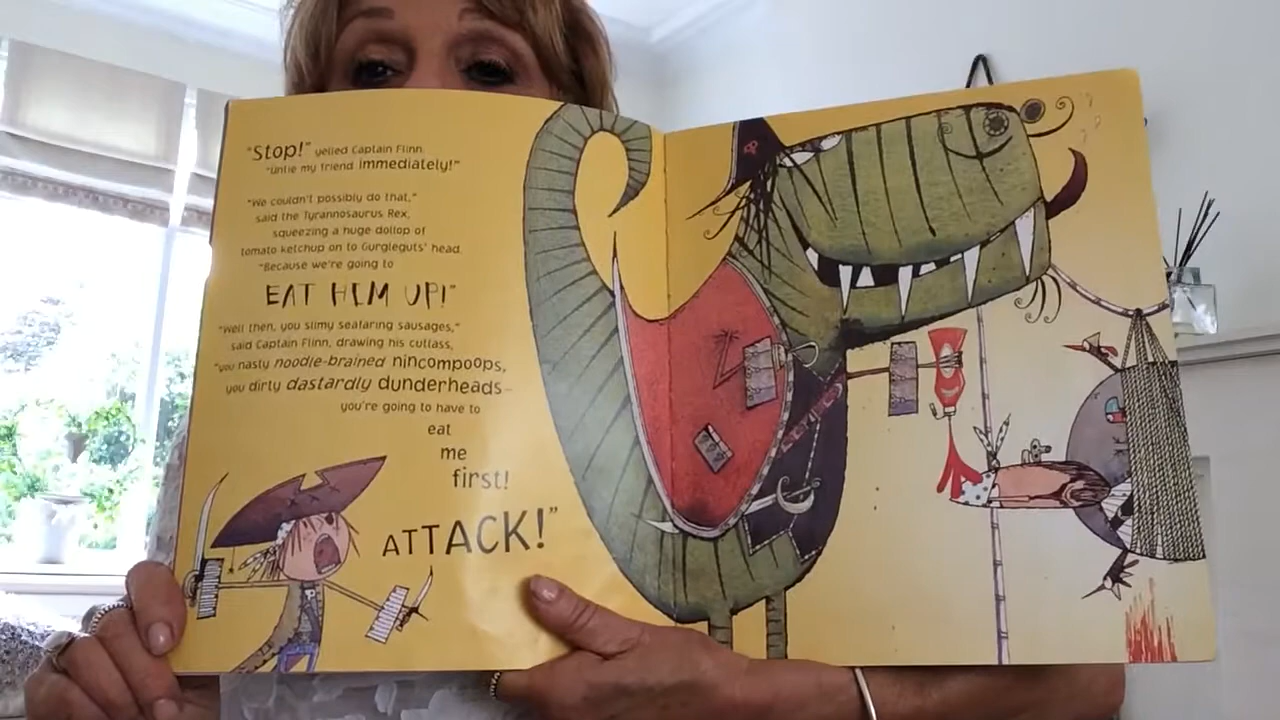 "Stop!" yelled Captain Flinn.
"Untie my friend immediately!"
"We couldn't possibly do that,"
said the Tyrannosaurus Rex,
squeezing a huge dollop of
tomato ketchup on to Gurgleguts' head.
"Because we're going to
EAT HIM UP!"
"Well then, you slimy seafaring sausages,"
said Captain Flinn, drawing his cutlass,
"you nasty noodle-brained nincompoops,
you dirty dastardly dunderheads–
you're going to have to
eat
me
first!
ATTACK!"